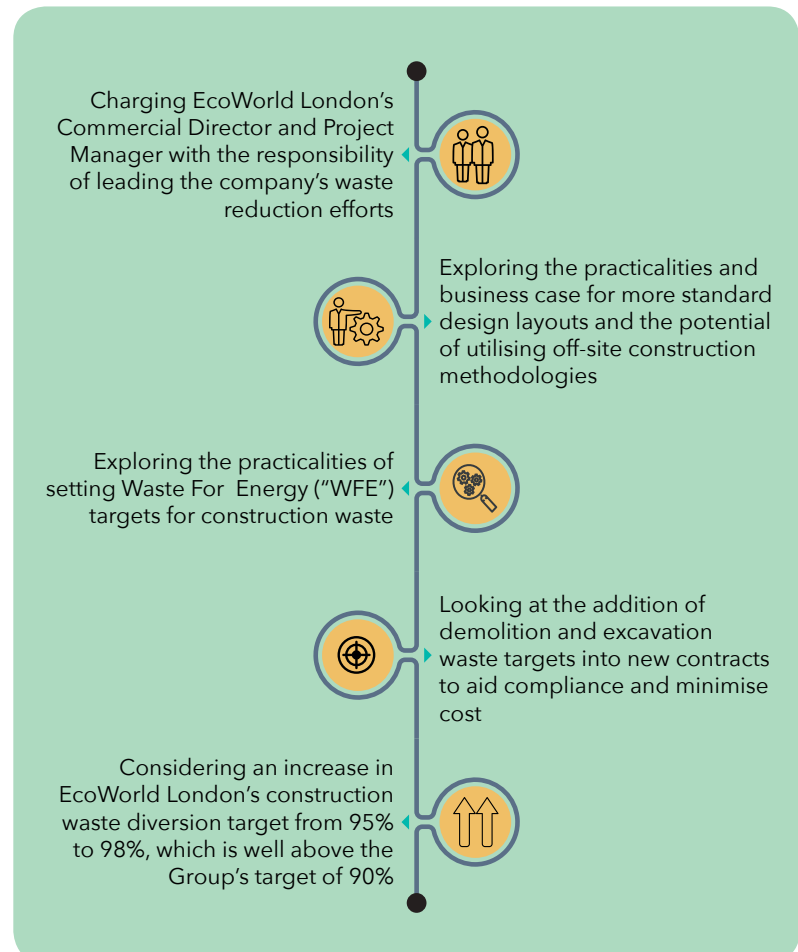 Charging EcoWorld London’s
Commercial Director and Project
Manager with the responsibility
of leading the company’s waste
reduction efforts
Exploring the practicalities and
business case for more standard
design layouts and the potential
of utilising off-site construction
methodologies
Exploring the practicalities of
setting Waste For Energy (“WFE”)
targets for construction waste
Looking at the addition of
demolition and excavation
waste targets into new contracts
to aid compliance and minimise
cost
Considering an increase in
EcoWorld London’s construction
waste diversion target from 95%
to 98%, which is well above the
Group’s target of 90%